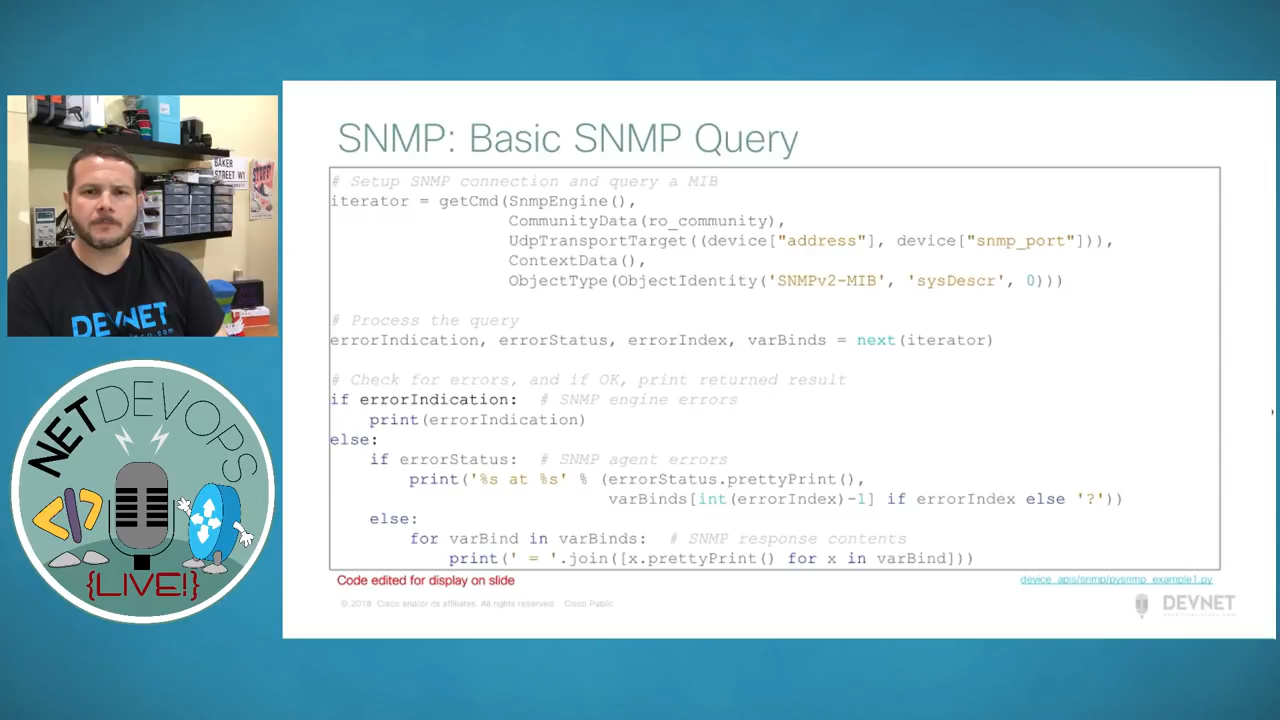 BAKER
STREET W1
STUFF
DEVNET
NETDEVOPS
{LIVE!}
SNMP: Basic SNMP Query
# Setup SNMP connection and query a MIB
iterator = getCmd(SnmpEngine(),
CommunityData(ro_community),
UdpTransportTarget((device["address"], device["snmp_port"])),
ContextData(),
ObjectType(ObjectIdentity('SNMPv2-MIB', 'sysDescr', 0)))
# Process the query
errorIndication, errorStatus, errorIndex, varBinds = next(iterator)
# Check for errors, and if OK, print returned result
if errorIndication:  # SNMP engine errors
print(errorIndication)
else:
if errorStatus:  # SNMP agent errors
print('%s at %s' % (errorStatus.prettyPrint(),
varBinds[int(errorIndex)-1] if errorIndex else '?'))
else:
for varBind in varBinds:  # SNMP response contents
print(' = '.join([x.prettyPrint() for x in varBind]))
Code edited for display on slide
device_apis/snmp/pysnmp_example1.py
© 2018 Cisco and/or its affiliates. All rights reserved. Cisco Public
DEVNET